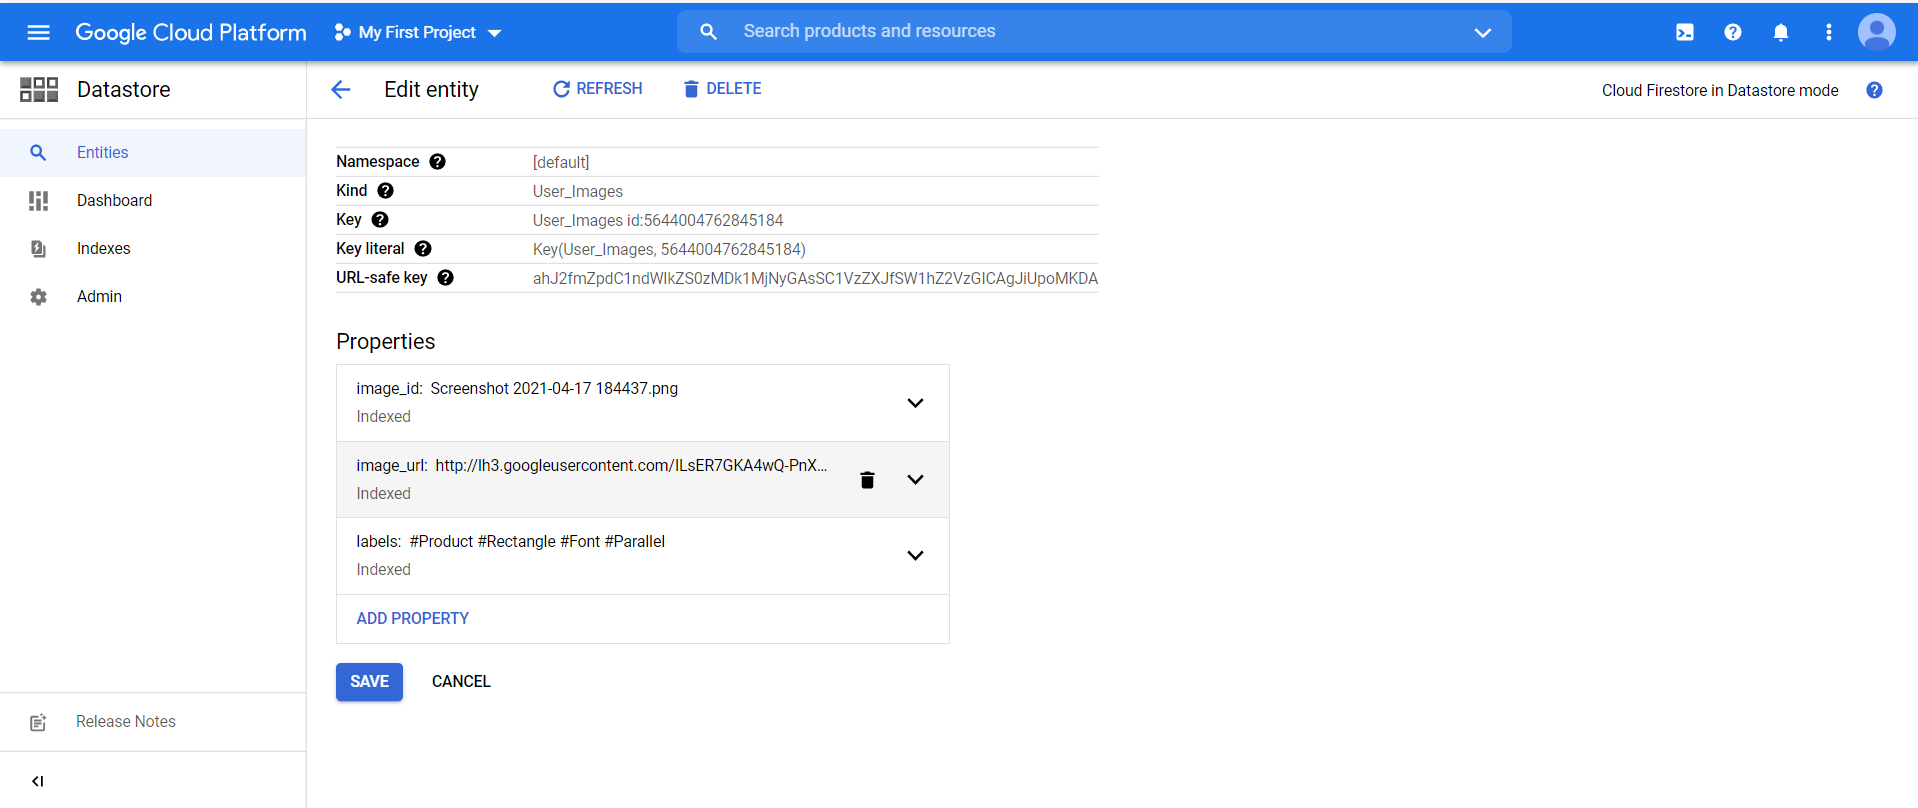 Google Cloud Platform
My First Project
Search products and resources
Datastore
Edit entity
REFRESH
DELETE
Cloud Firestore in Datastore mode
Entities
Dashboard
Indexes
Admin
Namespace [default]
Kind User_Images
Key User_Images id:5644004762845184
Key literal Key(User_Images, 5644004762845184)
URL-safe key ahJ2fmZpdC1ndWlkZS0zMDk1MjNyGAsSC1VzZXJfSW1hZ2VzGICAgJiUpoMKDA
Properties
image_id: Screenshot 2021-04-17 184437.png
Indexed
image_url: http://lh3.googleusercontent.com/ILsER7GKA4wQ-PnX...
Indexed
labels: #Product #Rectangle #Font #Parallel
Indexed
ADD PROPERTY
SAVE
CANCEL
Release Notes